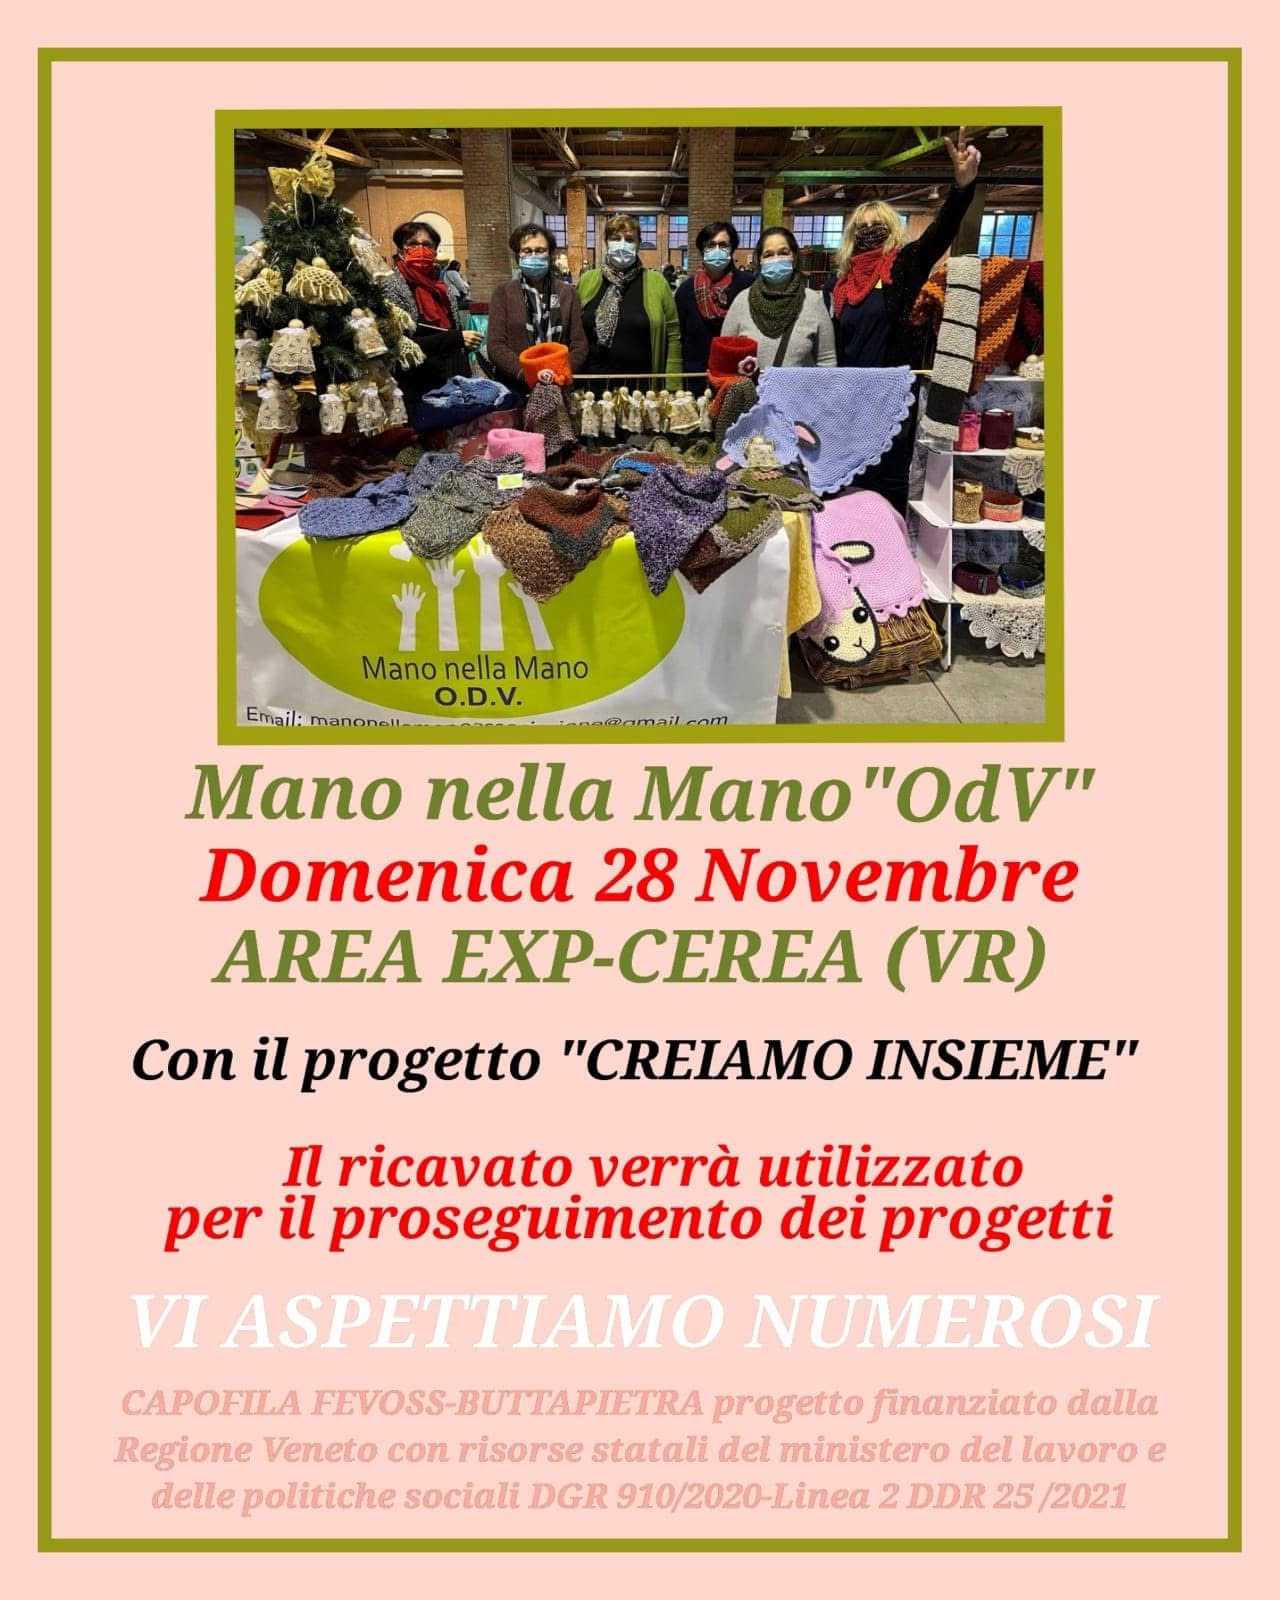 Mano nella Mano
O.D.V.
Email:
Mano nella Mano"OdV"
Domenica 28 Novembre
AREA EXP-CEREA (VR)
Con il progetto "CREIAMO INSIEME"
Il ricavato verrà utilizzato
per il proseguimento dei progetti
VI ASPETTIAMO NUMEROSI
CAPOFILA FEVOSS-BUTTAPIETRA progetto finanziato dalla
Regione Veneto con risorse statali del ministero del lavoro e
delle politiche sociali DGR 910/2020-Linea 2 DDR 25 /2021